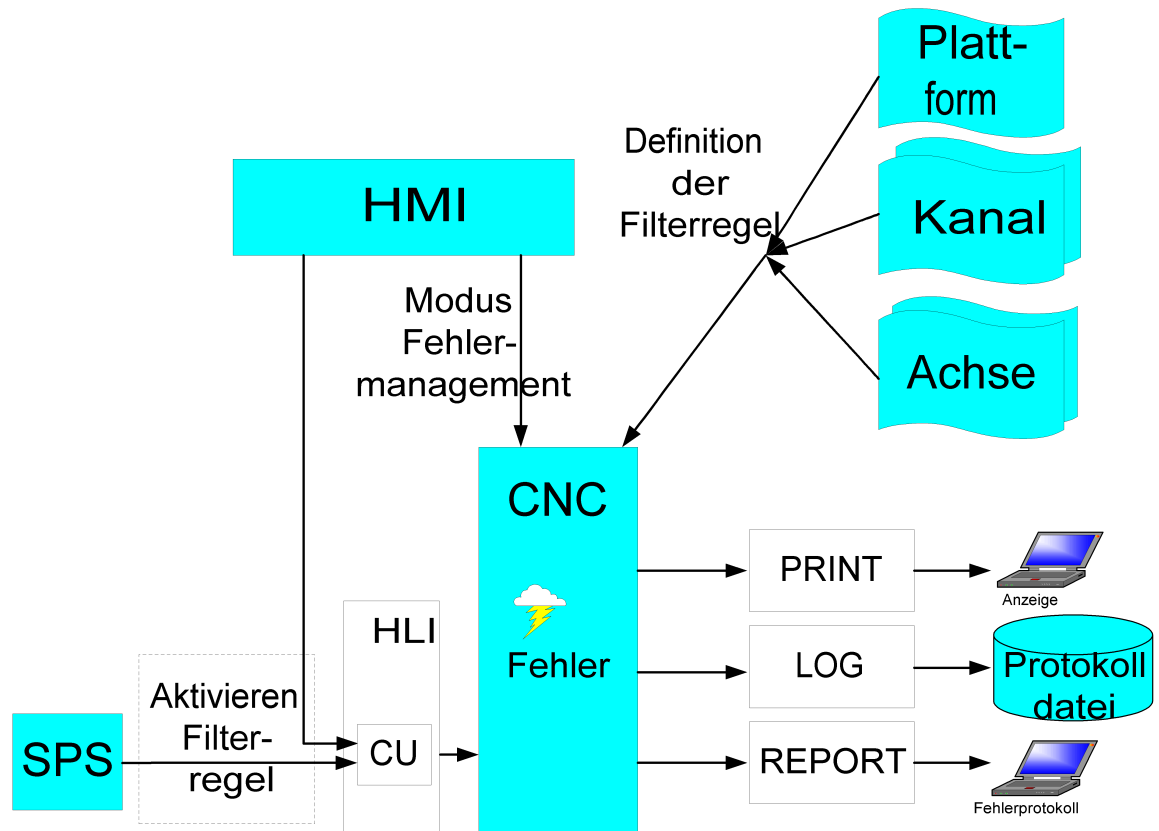 Platt-
form
Definition
der
Filterregel
Kanal
HMI
Modus
Fehler-
management
Achse
CNC
Fehler
PRINT
Anzeige
HLI
LOG
Protokoll
datei
Aktivieren
Filter-
regel
SPS
CU
REPORT
Fehlerprotokoll